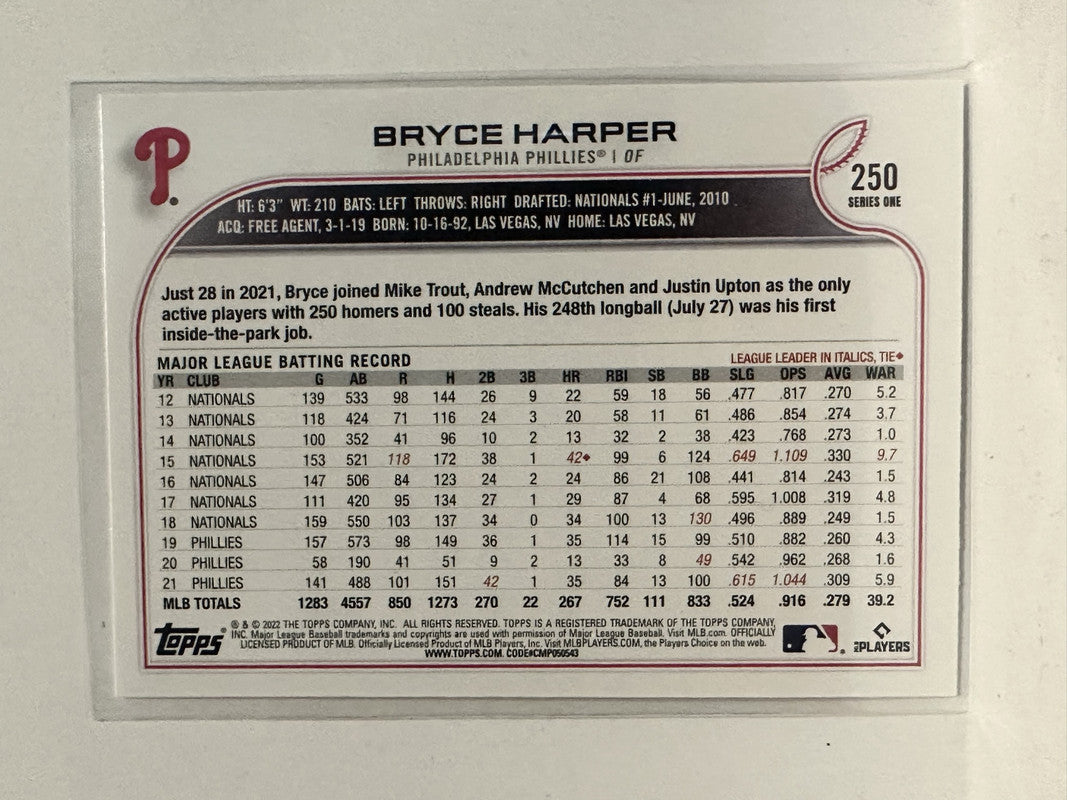 P
BRYCE HARPER
PHILADELPHIA PHILLIES® | OF
250
SERIES ONE
HT: 6'3" WT: 210 BATS: LEFT THROWS: RIGHT DRAFTED: NATIONALS #1-JUNE, 2010
ACQ: FREE AGENT, 3-1-19 BORN: 10-16-92, LAS VEGAS, NV HOME: LAS VEGAS, NV
Just 28 in 2021, Bryce joined Mike Trout, Andrew McCutchen and Justin Upton as the only
active players with 250 homers and 100 steals. His 248th longball (July 27) was his first
inside-the-park job.
MAJOR LEAGUE BATTING RECORD LEAGUE LEADER IN ITALICS, TIE◆
YR CLUB G AB R H 2B 3B HR RBI SB BB SLG OPS AVG WAR
12 NATIONALS 139 533 98 144 26 9 22 59 18 56 .477 .817 .270 5.2
13 NATIONALS 118 424 71 116 24 3 20 58 11 61 .486 .854 .274 3.7
14 NATIONALS 100 352 41 96 10 2 13 32 2 38 .423 .768 .273 1.0
15 NATIONALS 153 521 118 172 38 1 42◆ 99 6 124 .649 1.109 .330 9.7
16 NATIONALS 147 506 84 123 24 2 24 86 21 108 .441 .814 .243 1.5
17 NATIONALS 111 420 95 134 27 1 29 87 4 68 .595 1.008 .319 4.8
18 NATIONALS 159 550 103 137 34 0 34 100 13 130 .496 .889 .249 1.5
19 PHILLIES 157 573 98 149 36 1 35 114 15 99 .510 .882 .260 4.3
20 PHILLIES 58 190 41 51 9 2 13 33 8 49 .542 .962 .268 1.6
21 PHILLIES 141 488 101 151 42 1 35 84 13 100 .615 1.044 .309 5.9
MLB TOTALS 1283 4557 850 1273 270 22 267 752 111 833 .524 .916 .279 39.2
topps®
® & © 2022 THE TOPPS COMPANY, INC. ALL RIGHTS RESERVED. TOPPS IS A REGISTERED TRADEMARK OF THE TOPPS COMPANY,
INC. Major League Baseball trademarks and copyrights are used with permission of Major League Baseball. Visit MLB.com. OFFICIALLY
LICENSED PRODUCT OF MLB. Officially Licensed Product of MLB Players, Inc. Visit MLBPLAYERS.COM, the Players Choice on the web.
WWW.TOPPS.COM. CODE#CMP050543
PLAYERS